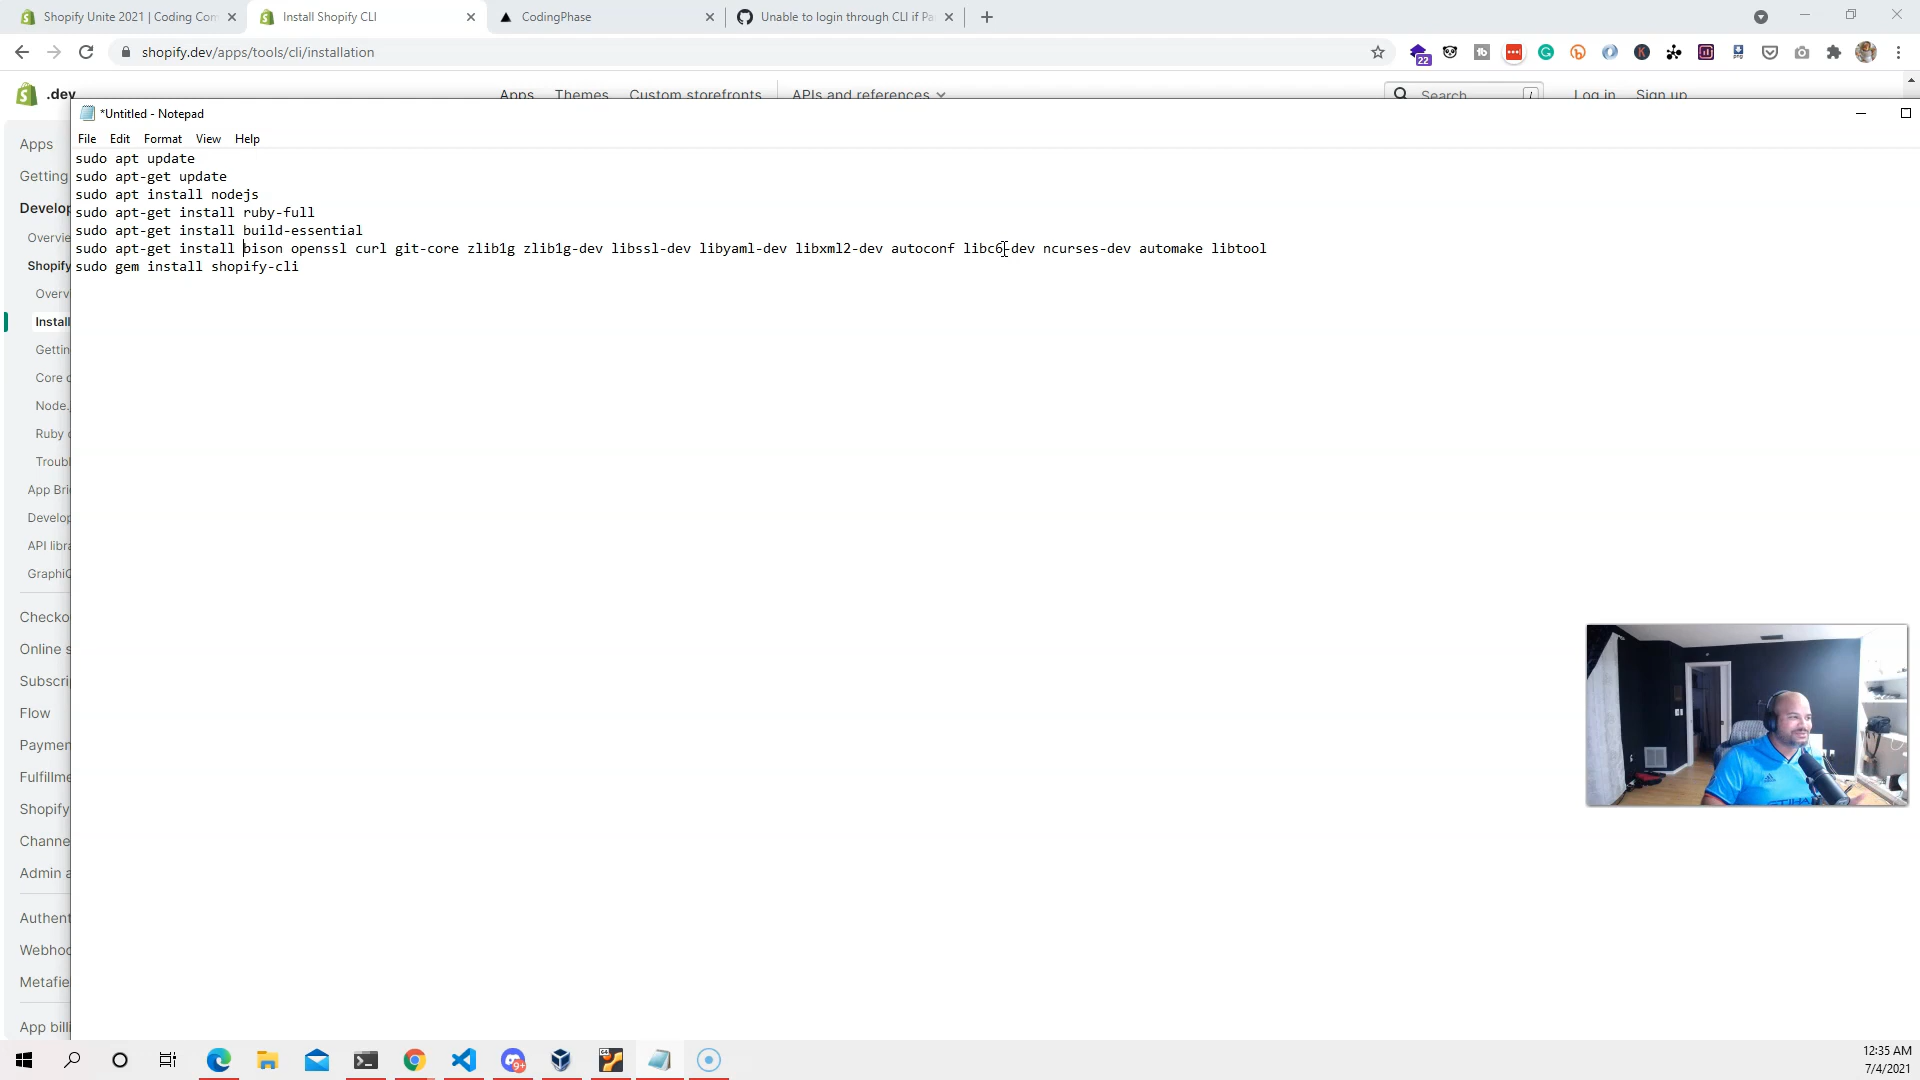 Shopify Unite 2021 | Coding Com
Install Shopify CLI
CodingPhase
Unable to login through CLI if Pa
shopify.dev/apps/tools/cli/installation
22
.dev
Apps
Themes
Custom storefronts
APIs and references
Search
/
Log in
Sign up
*Untitled - Notepad
File Edit Format View Help
sudo apt update
sudo apt-get update
sudo apt install nodejs
sudo apt-get install ruby-full
sudo apt-get install build-essential
sudo apt-get install bison openssl curl git-core zlib1g zlib1g-dev libssl-dev libyaml-dev libxml2-dev autoconf libc6-dev ncurses-dev automake libtool
sudo gem install shopify-cli
Apps
Getting
Develop
Overvie
Shopify
Overv
Install
Gettin
Core c
Node.
Ruby
Troubl
App Bri
Develop
API libra
GraphiQ
Checko
Online s
Subscri
Flow
Paymen
Fulfillme
Shopify
Channe
Admin a
Authent
Webhoo
Metafie
App billi
9+
12:35 AM
7/4/2021